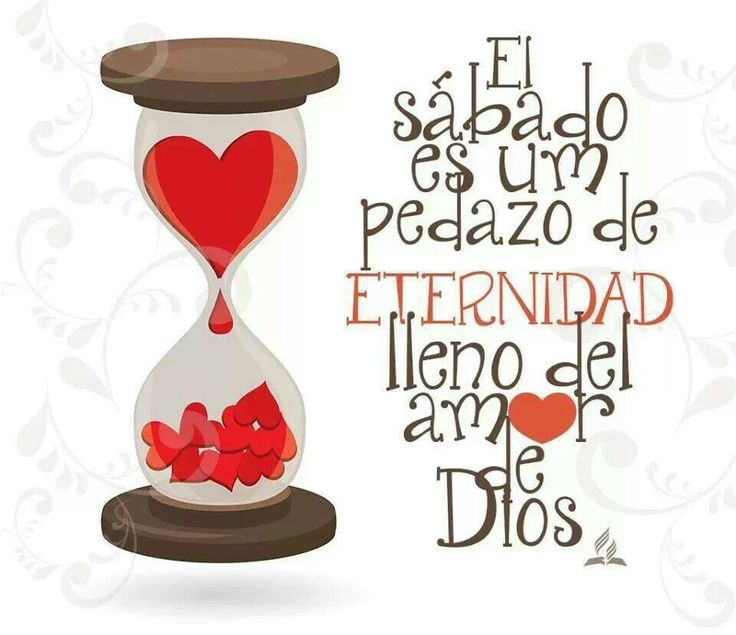 El
sábado
es um
pedazo de
ETERNIDAD
lleno del
amor
de
Dios